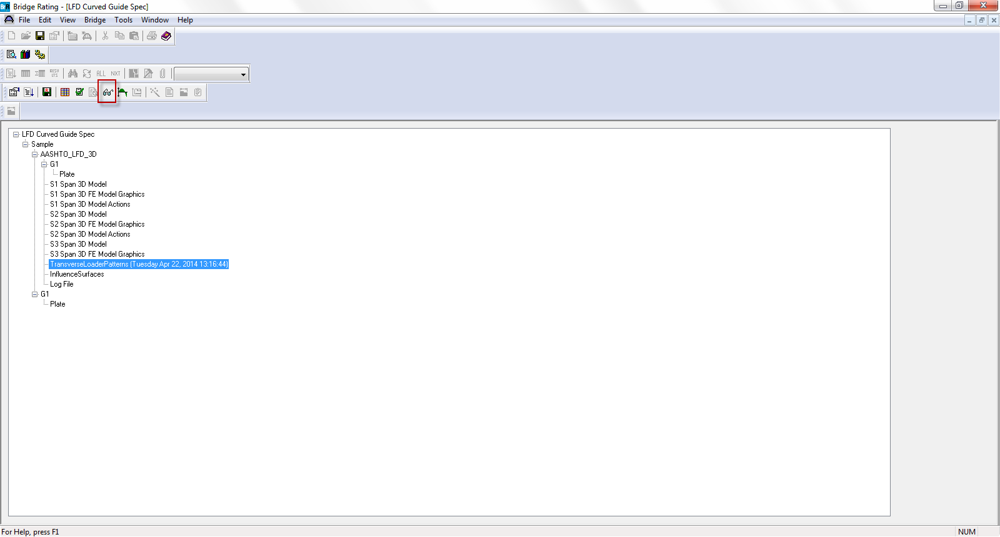 Br R Bridge Rating - [LFD Curved Guide Spec]
File Edit View Bridge Tools Window Help
RESU
LTS
ALL NXT
LFD Curved Guide Spec
Sample
AASHTO_LFD_3D
G1
Plate
S1 Span 3D Model
S1 Span 3D FE Model Graphics
S1 Span 3D Model Actions
S2 Span 3D Model
S2 Span 3D FE Model Graphics
S2 Span 3D Model Actions
S3 Span 3D Model
S3 Span 3D FE Model Graphics
TransverseLoaderPatterns (Tuesday Apr 22, 2014 13:16:44)
InfluenceSurfaces
Log File
G1
Plate
For Help, press F1 NUM